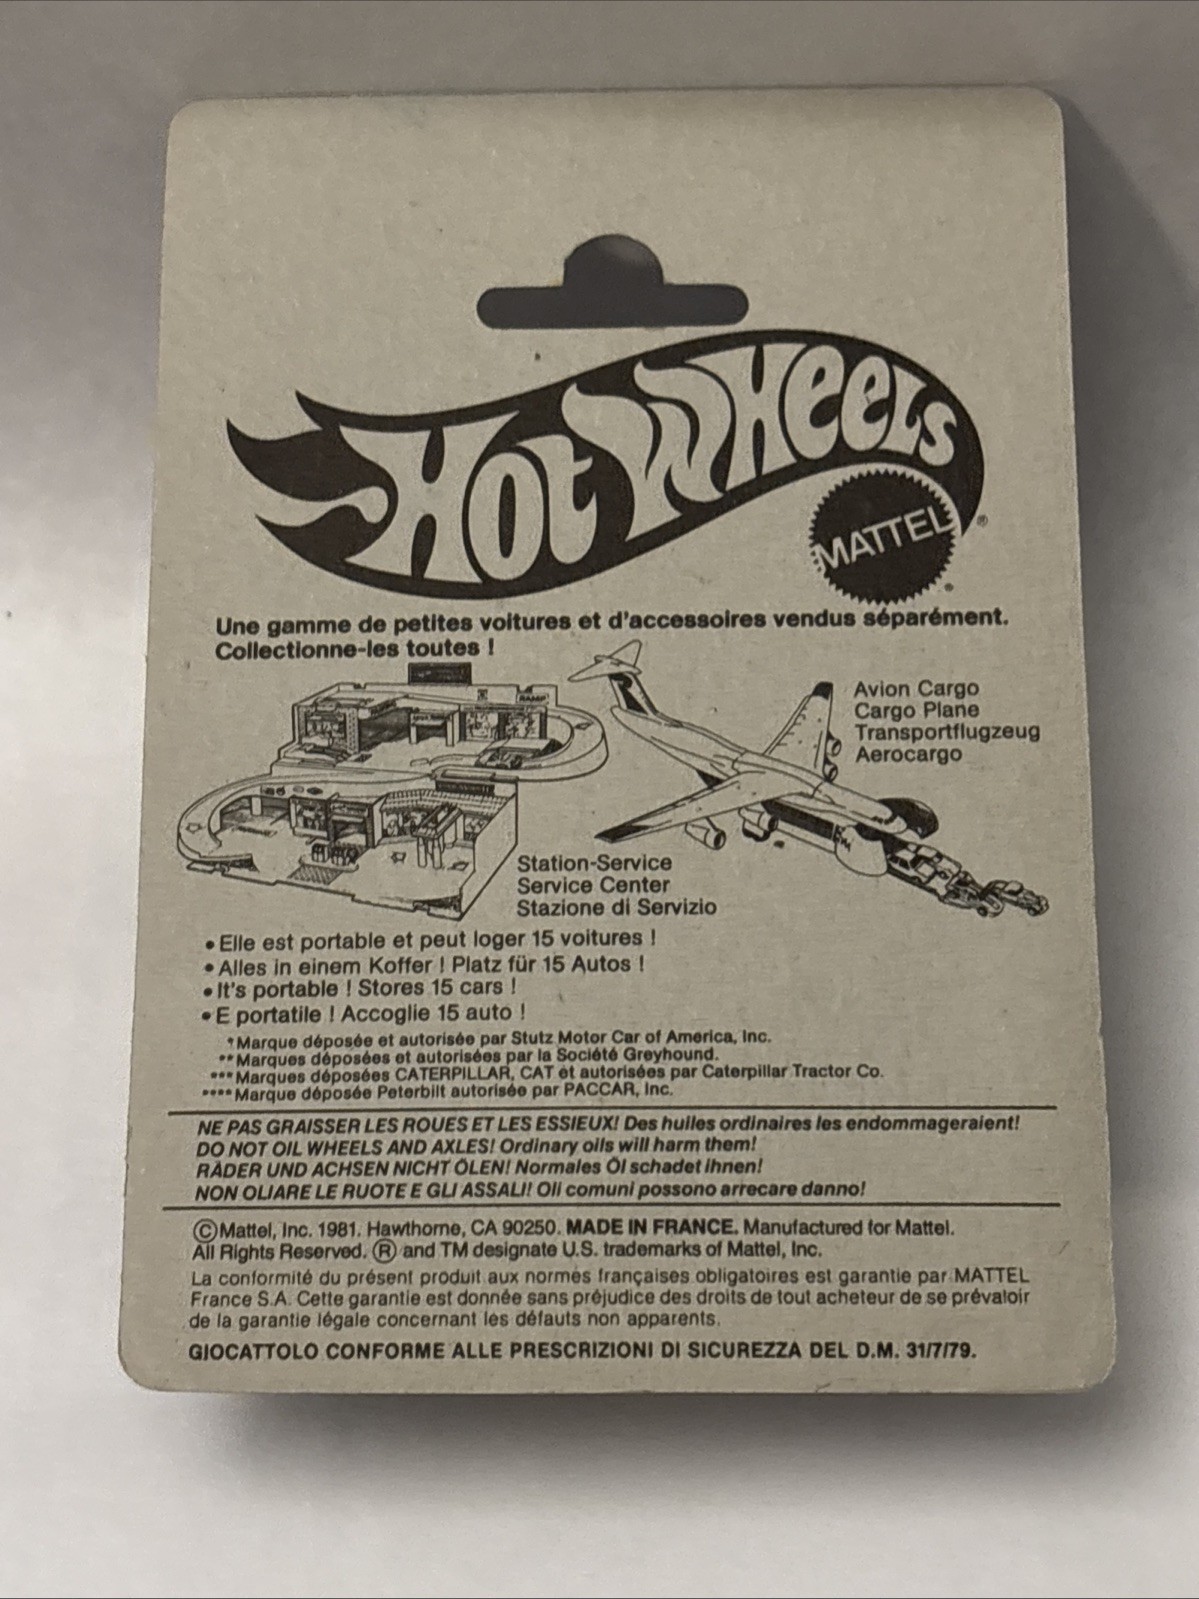 Hot Wheels
MATTEL ®
®
Une gamme de petites voitures et d'accessoires vendus séparément.
Collectionne-les toutes !
RAMP
Avion Cargo
Cargo Plane
Transportflugzeug
Aerocargo
Station-Service
Service Center
Stazione di Servizio
• Elle est portable et peut loger 15 voitures !
• Alles in einem Koffer ! Platz für 15 Autos !
• It's portable ! Stores 15 cars !
• E portatile ! Accoglie 15 auto !
* Marque déposée et autorisée par Stutz Motor Car of America, Inc.
** Marques déposées et autorisées par la Société Greyhound.
*** Marques déposées CATERPILLAR, CAT et autorisées par Caterpillar Tractor Co.
**** Marque déposée Peterbilt autorisée par PACCAR, Inc.
NE PAS GRAISSER LES ROUES ET LES ESSIEUX! Des huiles ordinaires les endommageraient!
DO NOT OIL WHEELS AND AXLES! Ordinary oils will harm them!
RÄDER UND ACHSEN NICHT ÖLEN! Normales Öl schadet ihnen!
NON OLIARE LE RUOTE E GLI ASSALI! Oli comuni possono arrecare danno!
©Mattel, Inc. 1981. Hawthorne, CA 90250. MADE IN FRANCE. Manufactured for Mattel.
All Rights Reserved. ® and TM designate U.S. trademarks of Mattel, Inc.
La conformité du présent produit aux normes françaises obligatoires est garantie par MATTEL
France S.A. Cette garantie est donnée sans préjudice des droits de tout acheteur de se prévaloir
de la garantie légale concernant les défauts non apparents.
GIOCATTOLO CONFORME ALLE PRESCRIZIONI DI SICUREZZA DEL D.M. 31/7/79.